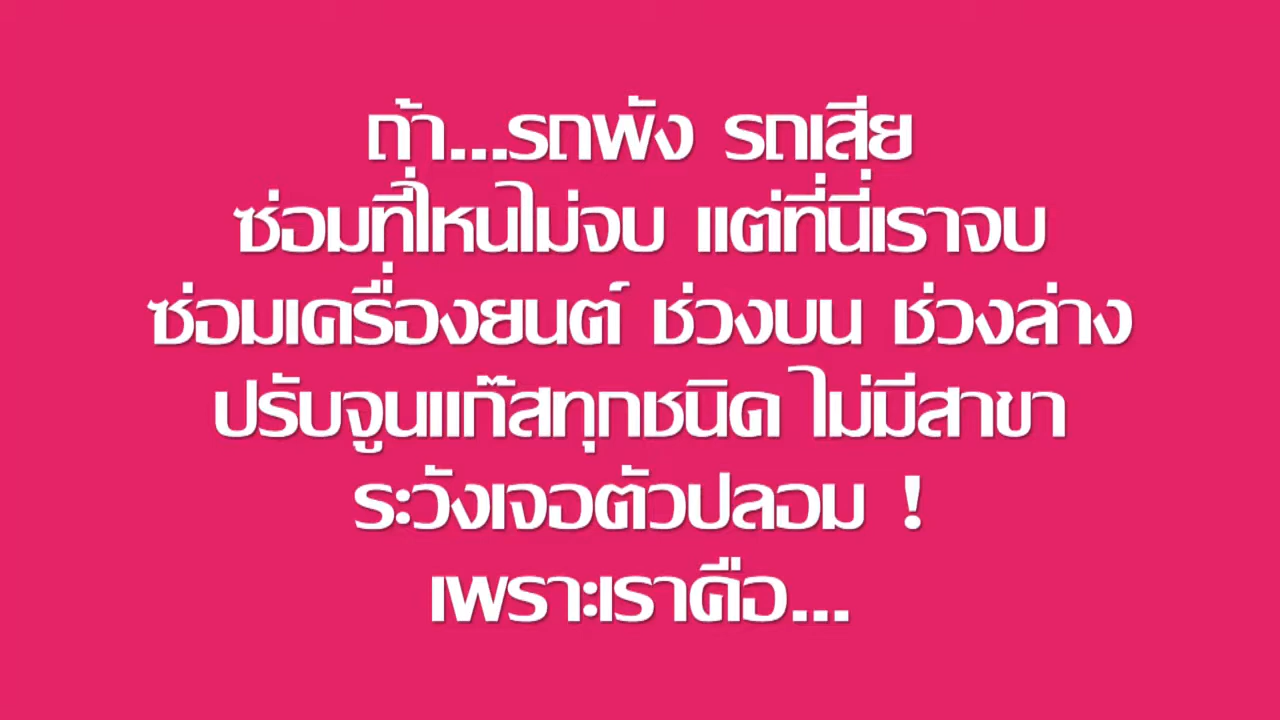 ถ้า...รถพัง รถเสีย
ซ่อมที่ไหนไม่จบ แต่ที่นี่เราจบ
ซ่อมเครื่องยนต์ ช่วงบน ช่วงล่าง
ปรับจูนแก๊สทุกชนิด ไม่มีสาขา
ระวังเจอตัวปลอม !
เพราะเราคือ...